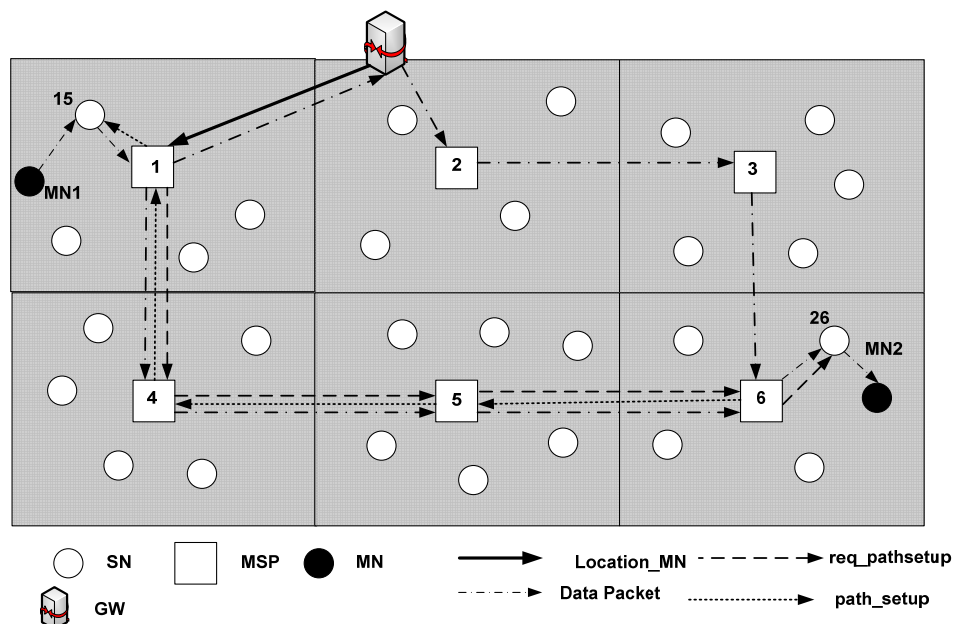 15
1
MN1
2
3
4
5
6
26
MN2
SN
MSP
MN
Location_MN
req_pathsetup
GW
Data Packet
path_setup